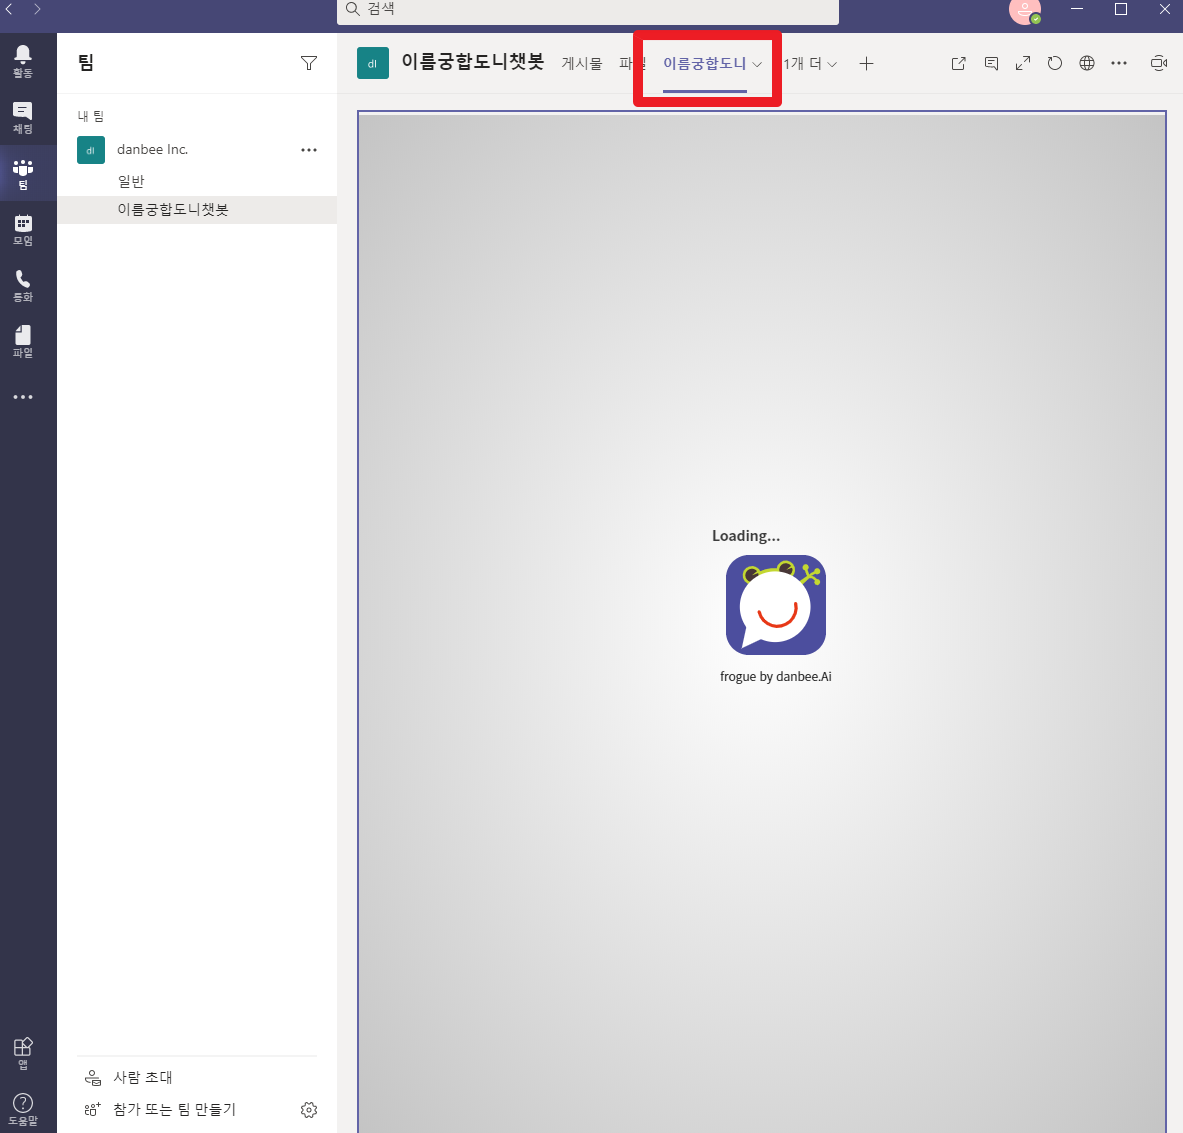 검색
활동
채팅
팀
모임
통화
파일
앱
도움말
팀
내 팀
dI
danbee Inc.
일반
이름궁합도니챗봇
사람 초대
참가 또는 팀 만들기
dI 이름궁합도니챗봇 게시물 이름궁합도니 1개 더
Loading...
frogue by danbee.Ai